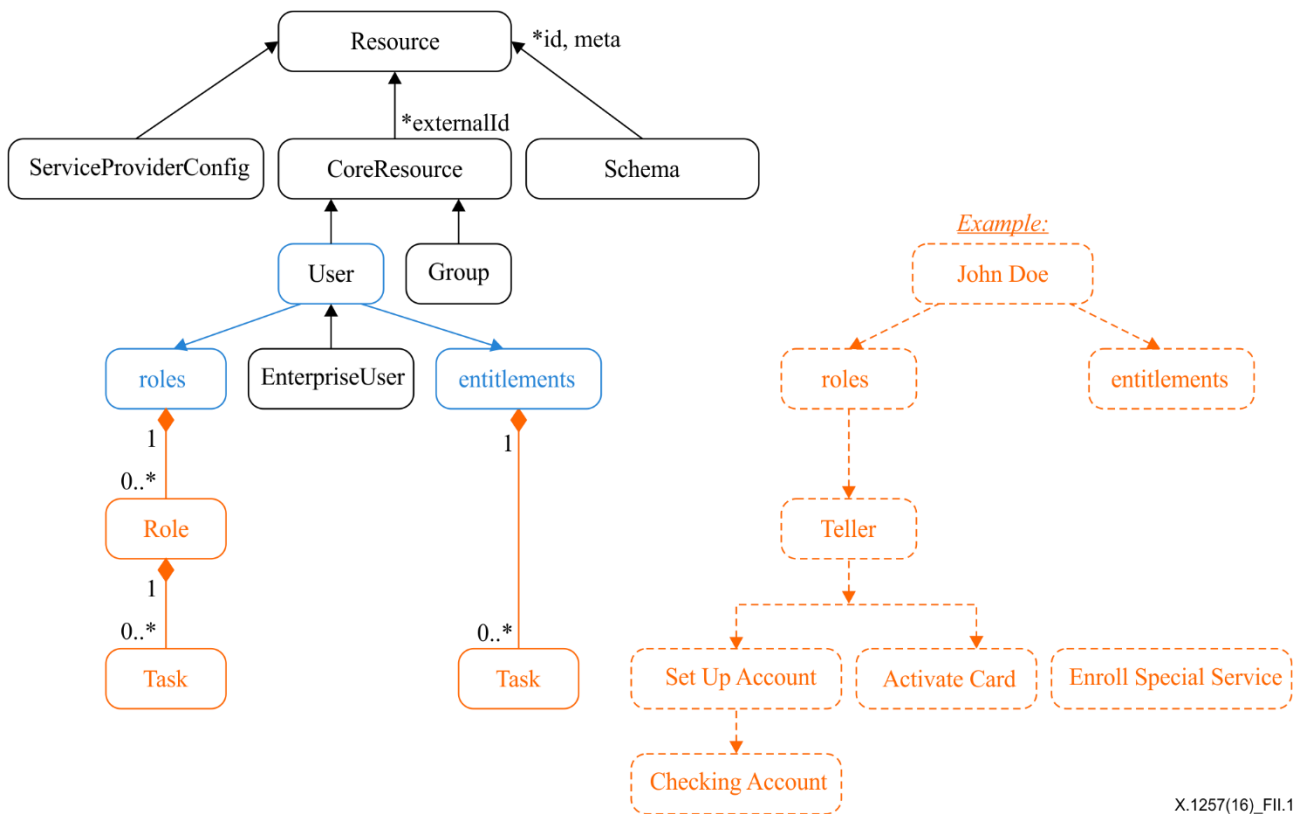 Resource
*id, meta
*externalId
ServiceProviderConfig
CoreResource
Schema
Example:
User
Group
John Doe
roles
EnterpriseUser
entitlements
roles
entitlements
1
1
0..*
Role
Teller
1
0..*
0..*
Task
Task
Set Up Account
Activate Card
Enroll Special Service
Checking Account
X.1257(16)_FII.1